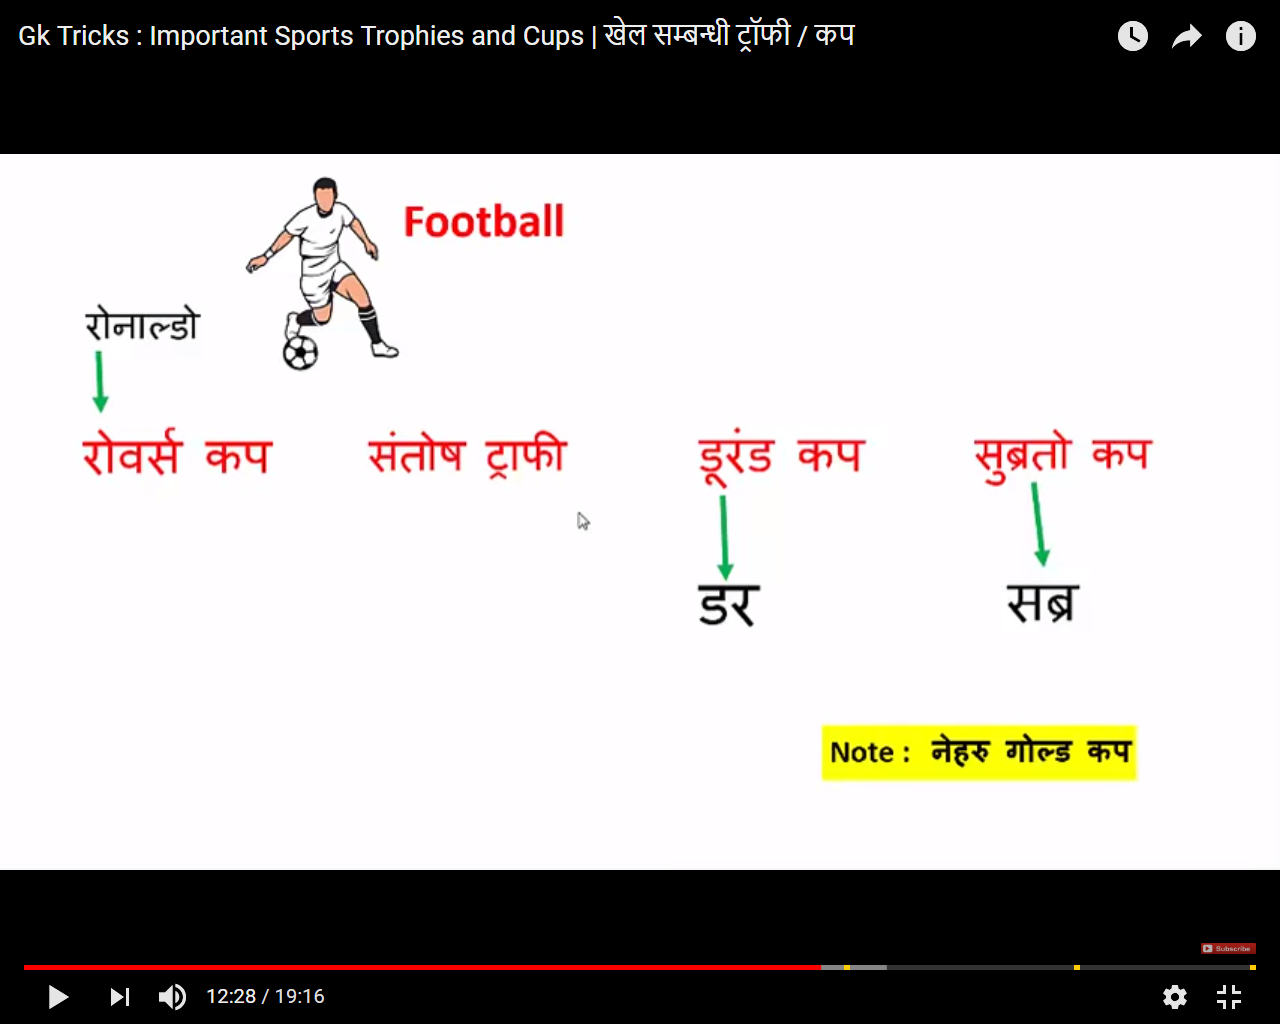 Gk Tricks : Important Sports Trophies and Cups | खेल सम्बन्धी ट्रॉफी / कप
Football
रोनाल्डो
रोवर्स कप संतोष ट्राफी डूरंड कप सुब्रतो कप
डर सब्र
Note : नेहरु गोल्ड कप
Subscribe
12:28 / 19:16